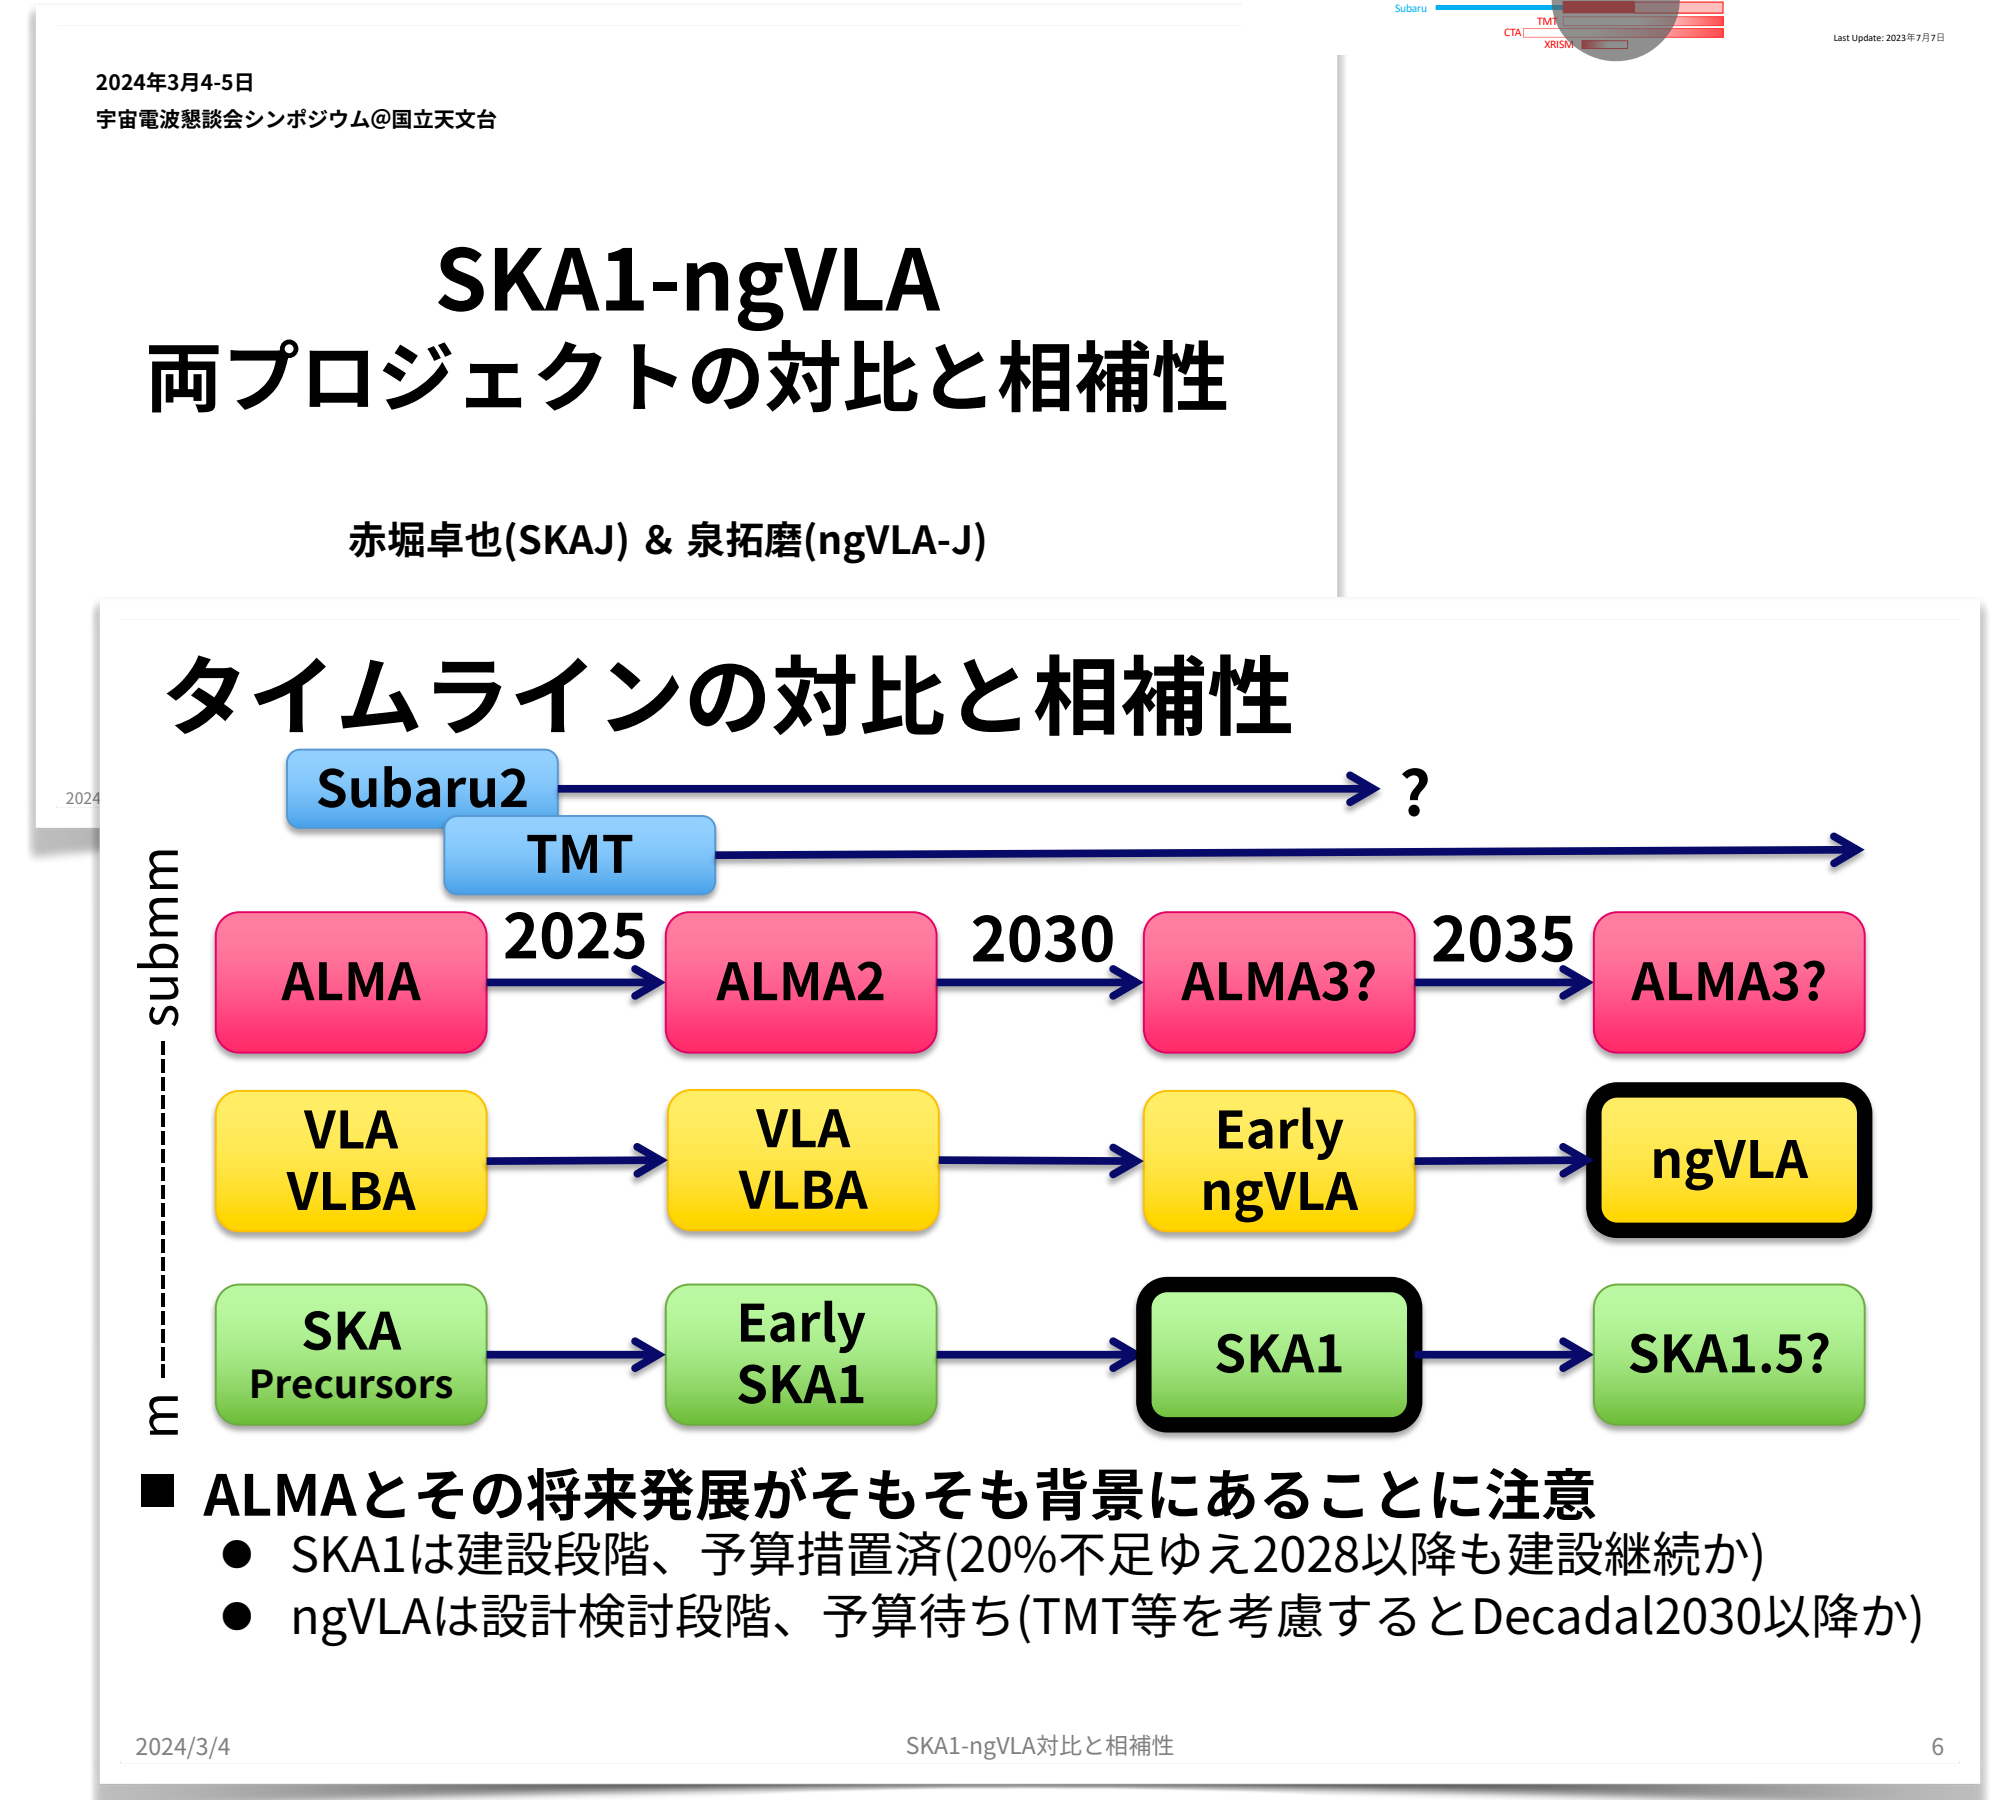 Subaru
TMT
CTA
XRISM
Last Update: 2023年7月7日
2024年3月4-5日
宇宙電波懇談会シンポジウム@国立天文台
SKA1-ngVLA
両プロジェクトの対比と相補性
赤堀卓也(SKAJ) & 泉拓磨(ngVLA-J)
2024
タイムラインの対比と相補性
Subaru2
?
TMT
submm
m
2025
2030
2035
ALMA
ALMA2
ALMA3?
ALMA3?
VLA
VLBA
VLA
VLBA
Early
ngVLA
ngVLA
SKA
Precursors
Early
SKA1
SKA1
SKA1.5?
■ ALMAとその将来発展がそもそも背景にあることに注意
● SKA1は建設段階、予算措置済(20%不足ゆえ2028以降も建設継続か)
● ngVLAは設計検討段階、予算待ち(TMT等を考慮するとDecadal2030以降か)
2024/3/4
SKA1-ngVLA対比と相補性
6